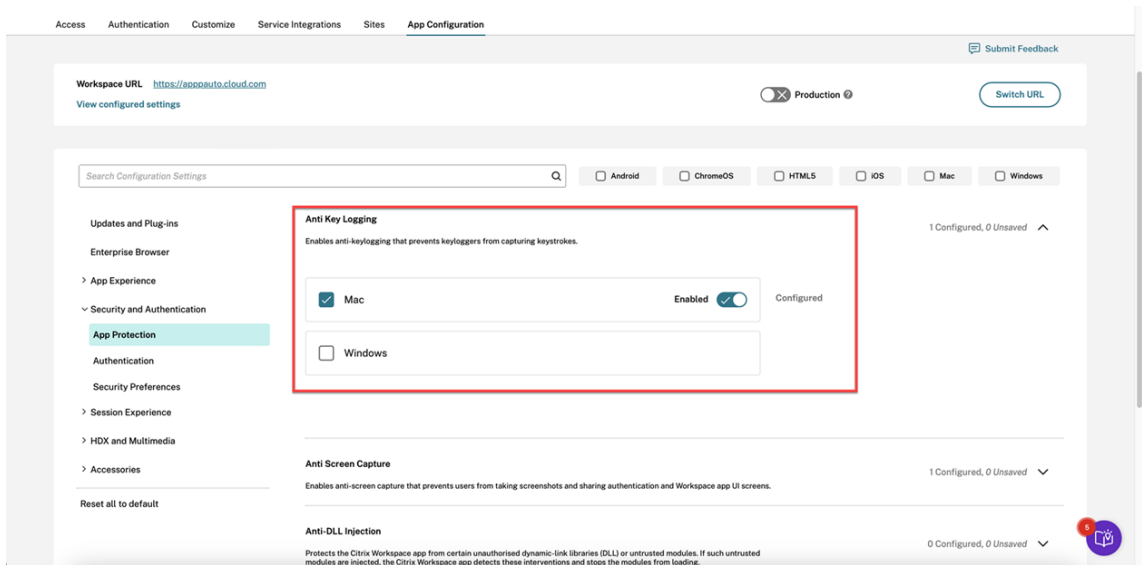 Access Authentication Customize Service Integrations Sites App Configuration
Submit Feedback
Workspace URL https://apppauto.cloud.com
View configured settings
Production
Switch URL
Search Configuration Settings
Android ChromeOS HTML5 iOS Mac Windows
Updates and Plug-ins
Enterprise Browser
App Experience
Security and Authentication
App Protection
Authentication
Security Preferences
Session Experience
HDX and Multimedia
Accessories
Reset all to default
Anti Key Logging
1 Configured, 0 Unsaved
Enables anti-keylogging that prevents keyloggers from capturing keystrokes.
Mac Enabled Configured
Windows
Anti Screen Capture
1 Configured, 0 Unsaved
Enables anti-screen capture that prevents users from taking screenshots and sharing authentication and Workspace app UI screens.
Anti-DLL Injection
0 Configured, 0 Unsaved
Protects the Citrix Workspace app from certain unauthorised dynamic-link libraries (DLL) or untrusted modules. If such untrusted
modules are injected, the Citrix Workspace app detects these interventions and stops the modules from loading.
5